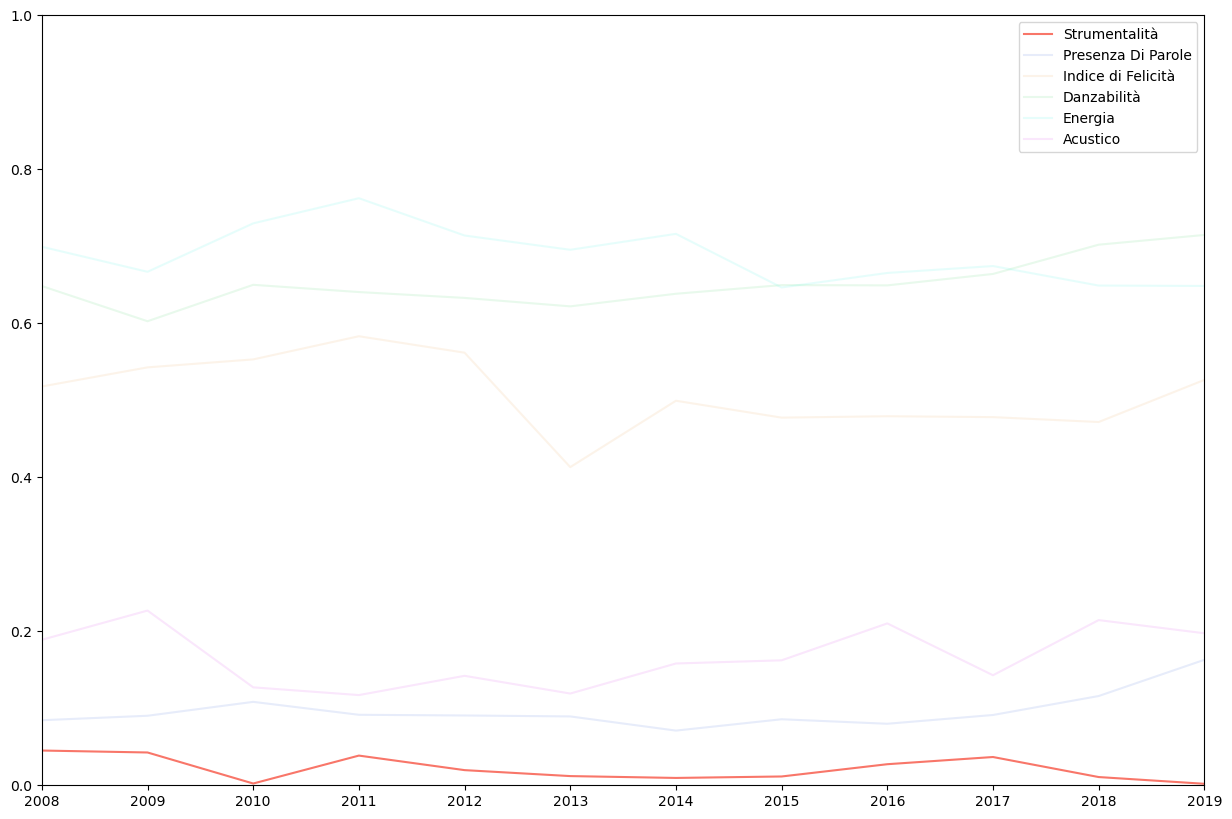 1.0
0.8
0.6
0.4
0.2
0.0
Strumentalità
Presenza Di Parole
Indice di Felicità
Danzabilità
Energia
Acustico
2008 2009 2010 2011 2012 2013 2014 2015 2016 2017 2018 2019